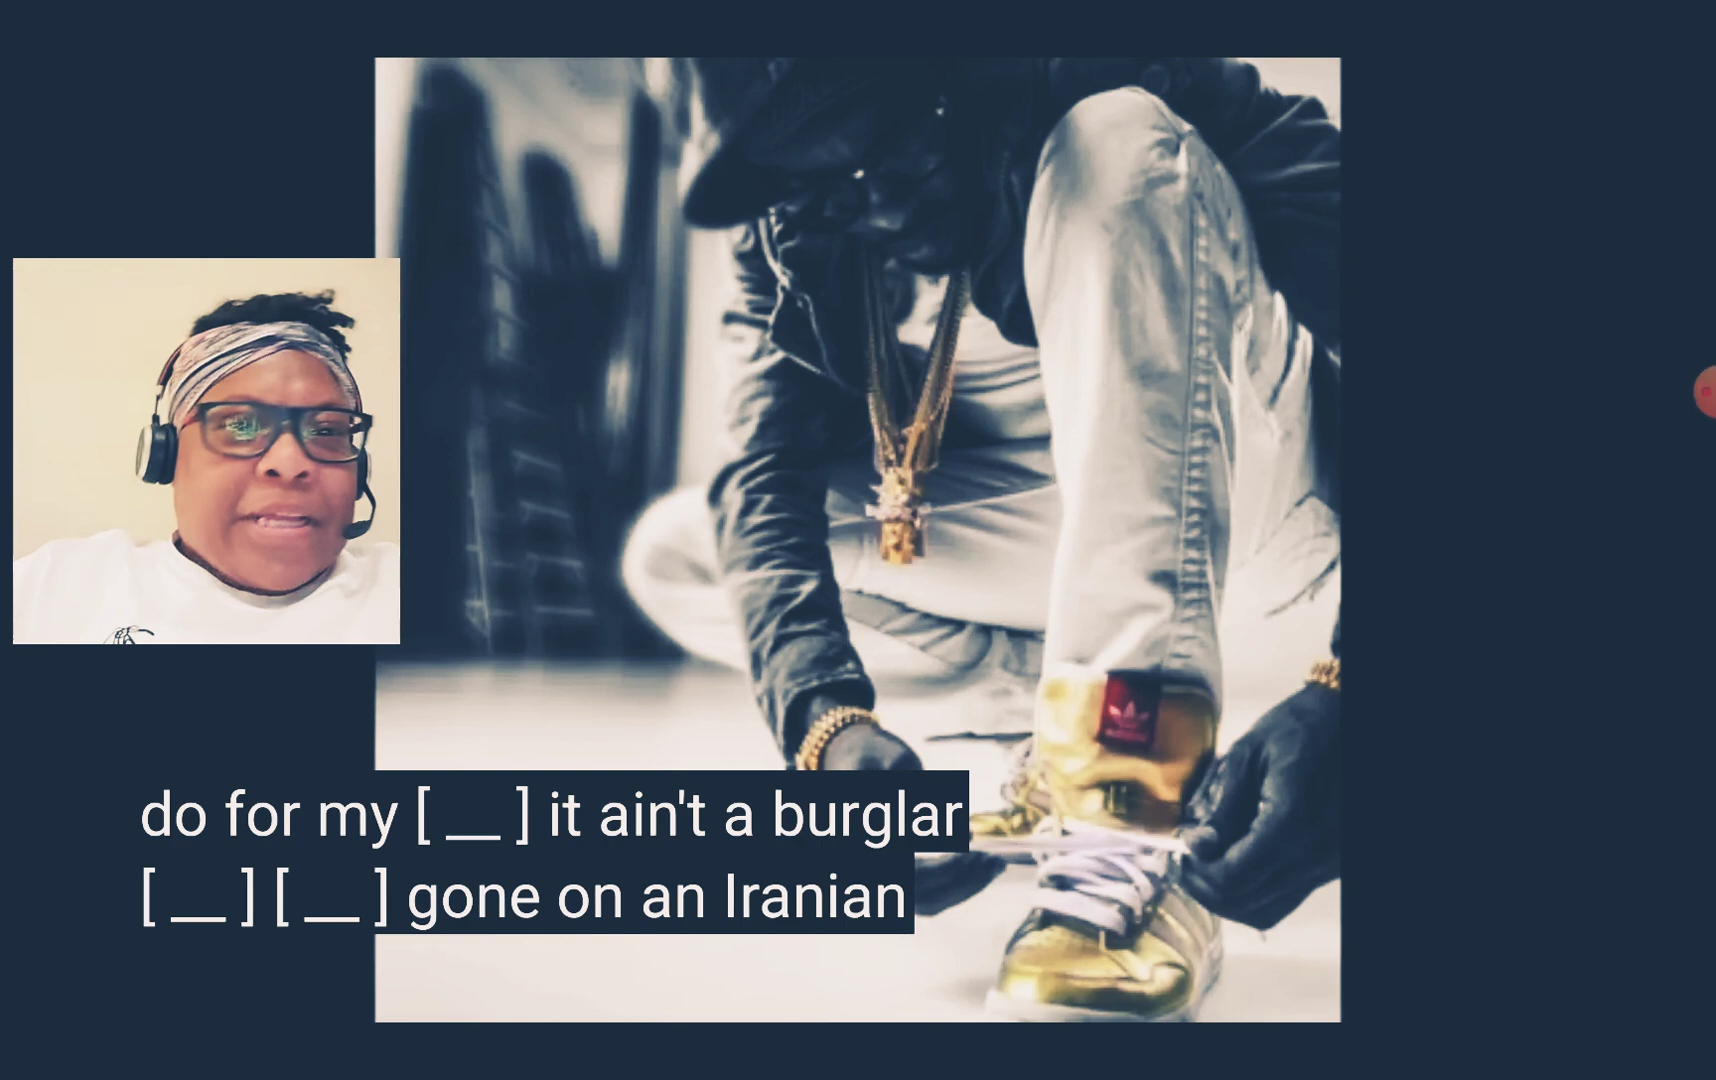 do for my [ __ ] it ain't a burglar
[ __ ] [ __ ] gone on an Iranian